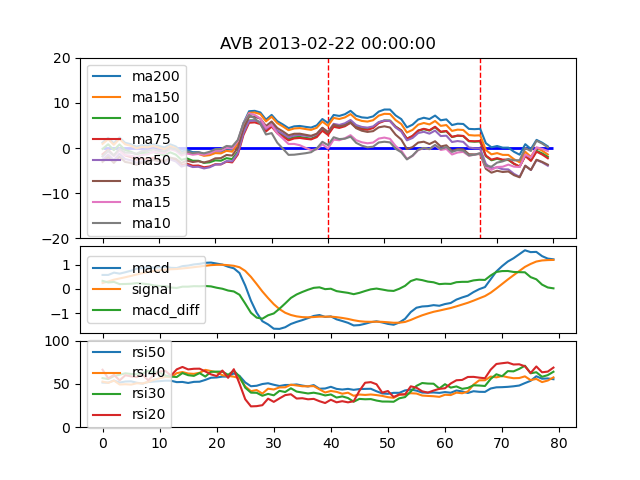 AVB 2013-02-22 00:00:00
20
10
0
−10
−20
ma200
ma150
ma100
ma75
ma50
ma35
ma15
ma10
1
0
−1
macd
signal
macd_diff
100
50
0
rsi50
rsi40
rsi30
rsi20
0 10 20 30 40 50 60 70 80